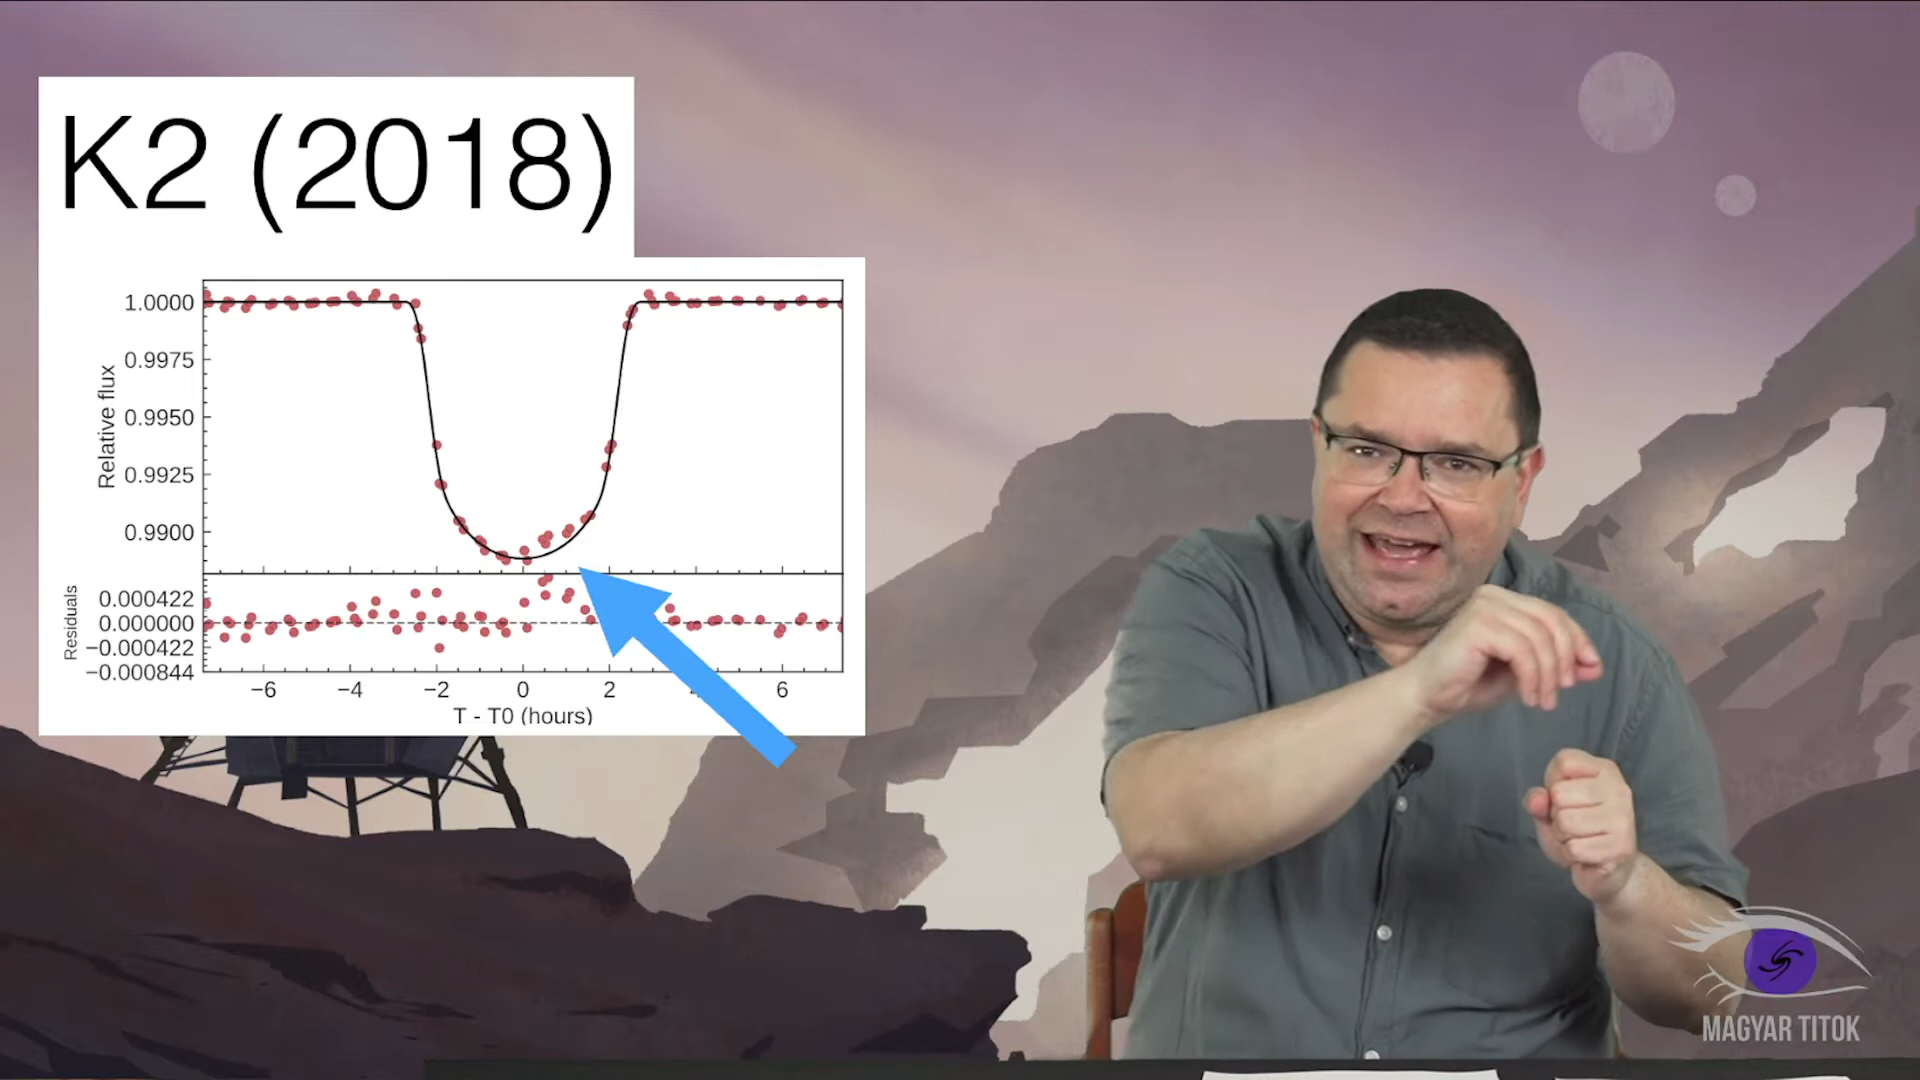 K2 (2018)
1.0000
0.9975
0.9950
0.9925
0.9900
Relative flux
0.000422
0.000000
−0.000422
−0.000844
Residuals
−6 −4 −2 0 2 6
T - T0 (hours)
MAGYAR TITOK